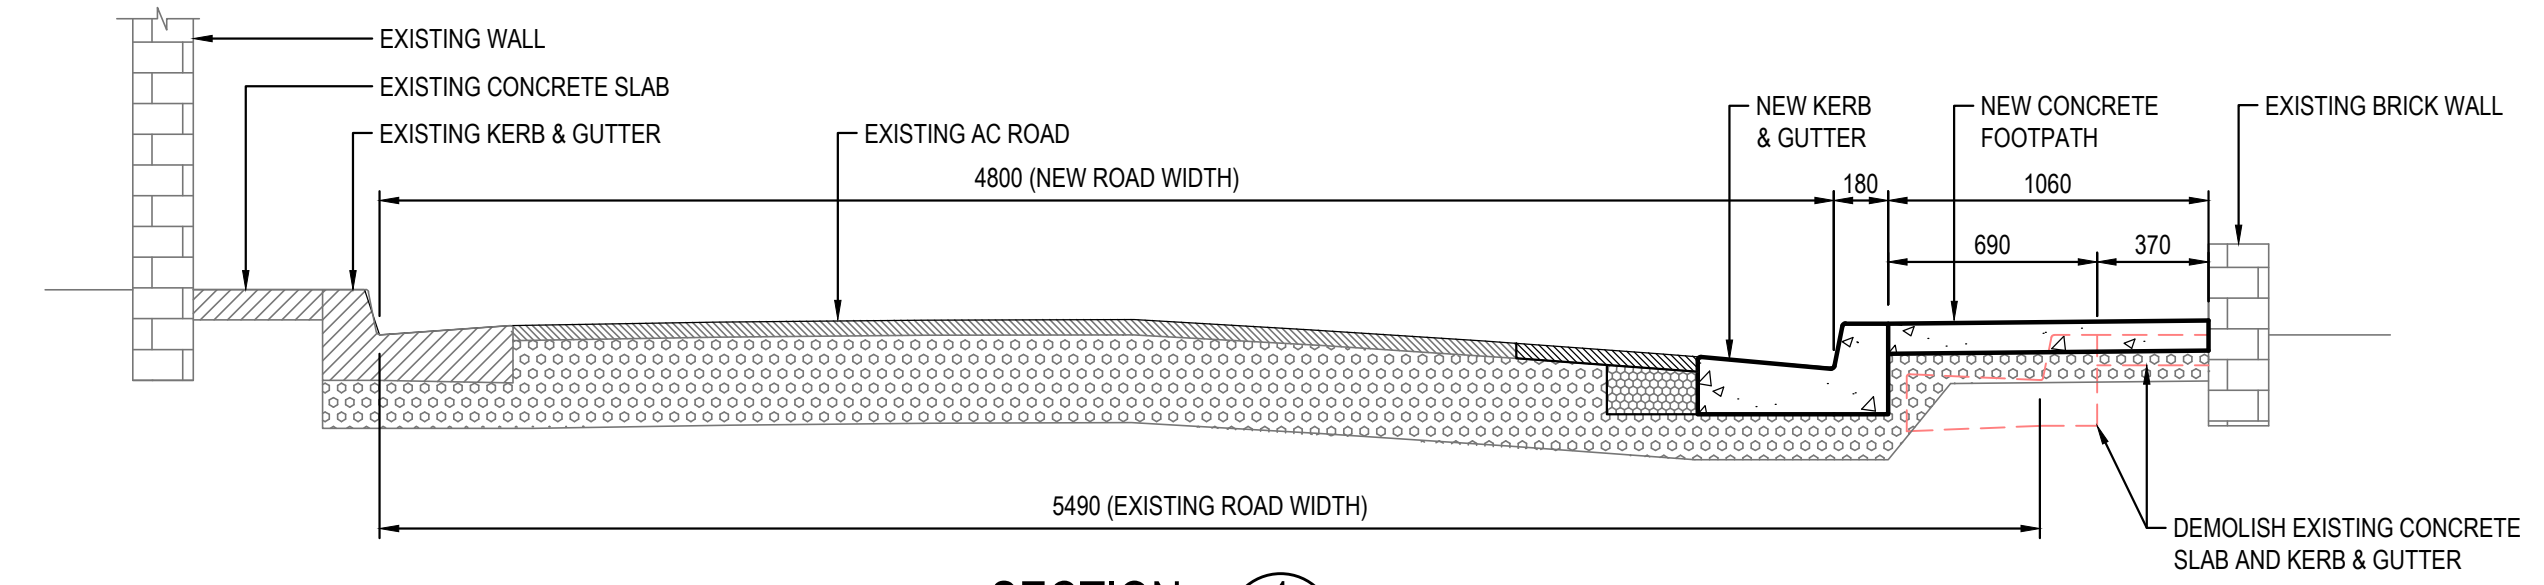 EXISTING WALL
EXISTING CONCRETE SLAB
EXISTING KERB & GUTTER
EXISTING AC ROAD
NEW KERB
& GUTTER
NEW CONCRETE
FOOTPATH
EXISTING BRICK WALL
4800 (NEW ROAD WIDTH)
180
1060
690
370
5490 (EXISTING ROAD WIDTH)
DEMOLISH EXISTING CONCRETE
SLAB AND KERB & GUTTER
SECTION